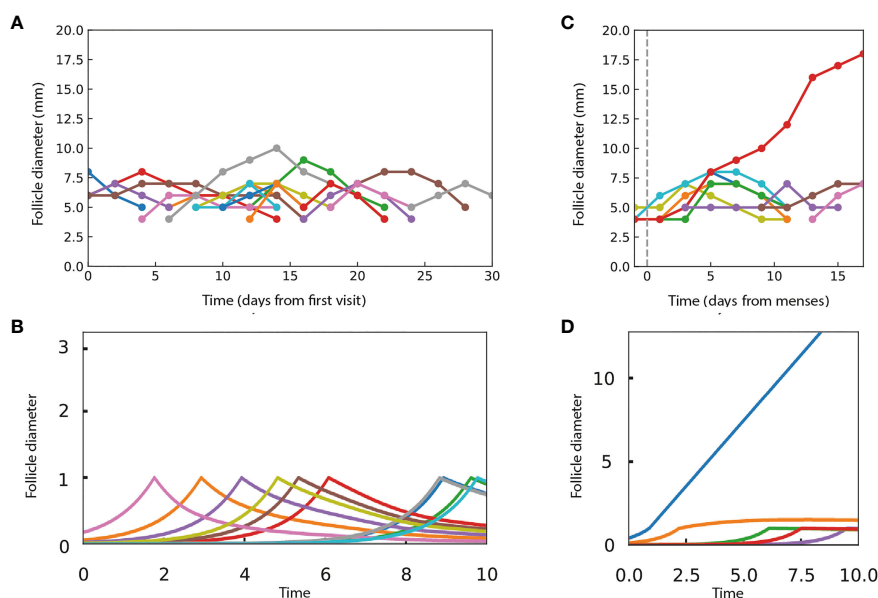 A
20.0
17.5
15.0
12.5
10.0
7.5
5.0
2.5
0.0
Follicle diameter (mm)
0 5 10 15 20 25 30
Time (days from first visit)
C
20.0
17.5
15.0
12.5
10.0
7.5
5.0
2.5
0.0
Follicle diameter (mm)
0 5 10 15
Time (days from menses)
B
3
2
1
0
Follicle diameter
0 2 4 6 8 10
Time
D
10
5
0
Follicle diameter
0.0 2.5 5.0 7.5 10.0
Time